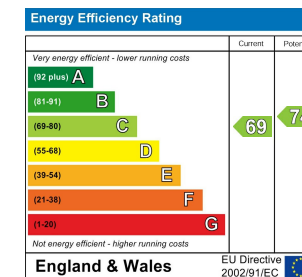 Energy Efficiency Rating
Current
Very energy efficient - lower running costs
(92 plus) A
(81-91) B
(69-80) C
(55-68) D
(39-54) E
(21-38) F
(1-20) G
69
Not energy efficient - higher running costs
England & Wales
EU Directive
2002/91/EC